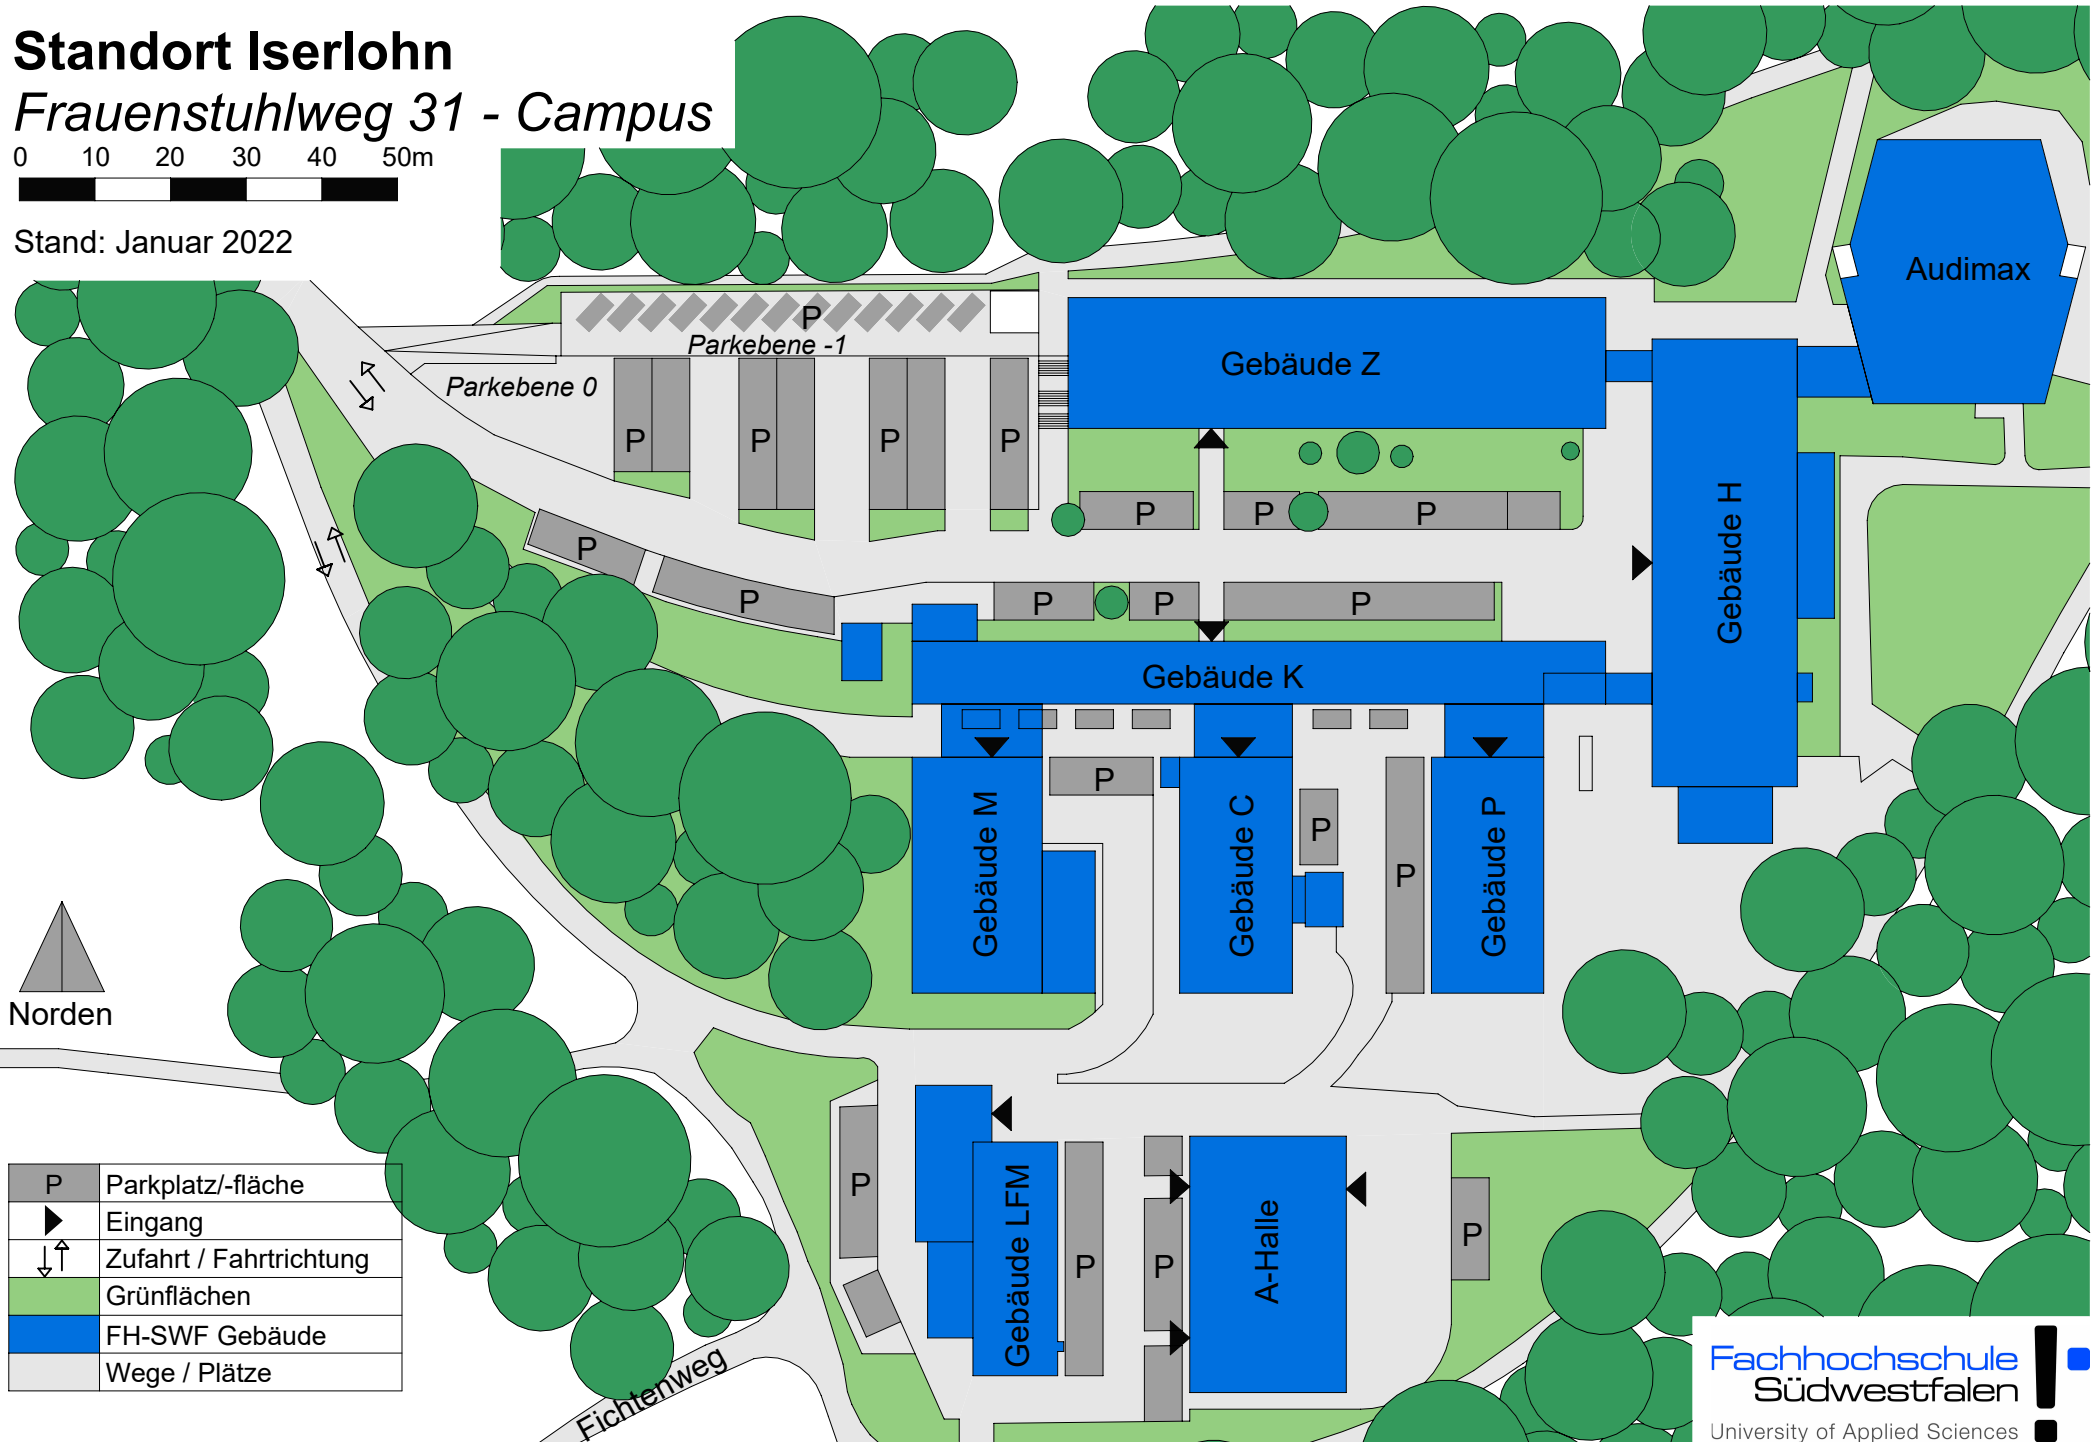 Standort Iserlohn
Frauenstuhlweg 31 - Campus
0 10 20 30 40 50m
Stand: Januar 2022
Audimax
P
Parkebene -1
Gebäude Z
Parkebene 0
P P P P
P P P
Gebäude H
P
P
P P P
Gebäude K
P
Gebäude M
Gebäude C
P
Gebäude P
P
Norden
P
Gebäude LFM
P
P
A-Halle
P
P Parkplatz/-fläche
Eingang
Zufahrt / Fahrtrichtung
Grünflächen
FH-SWF Gebäude
Wege / Plätze
Fichtenweg
Fachhochschule
Südwestfalen
University of Applied Sciences